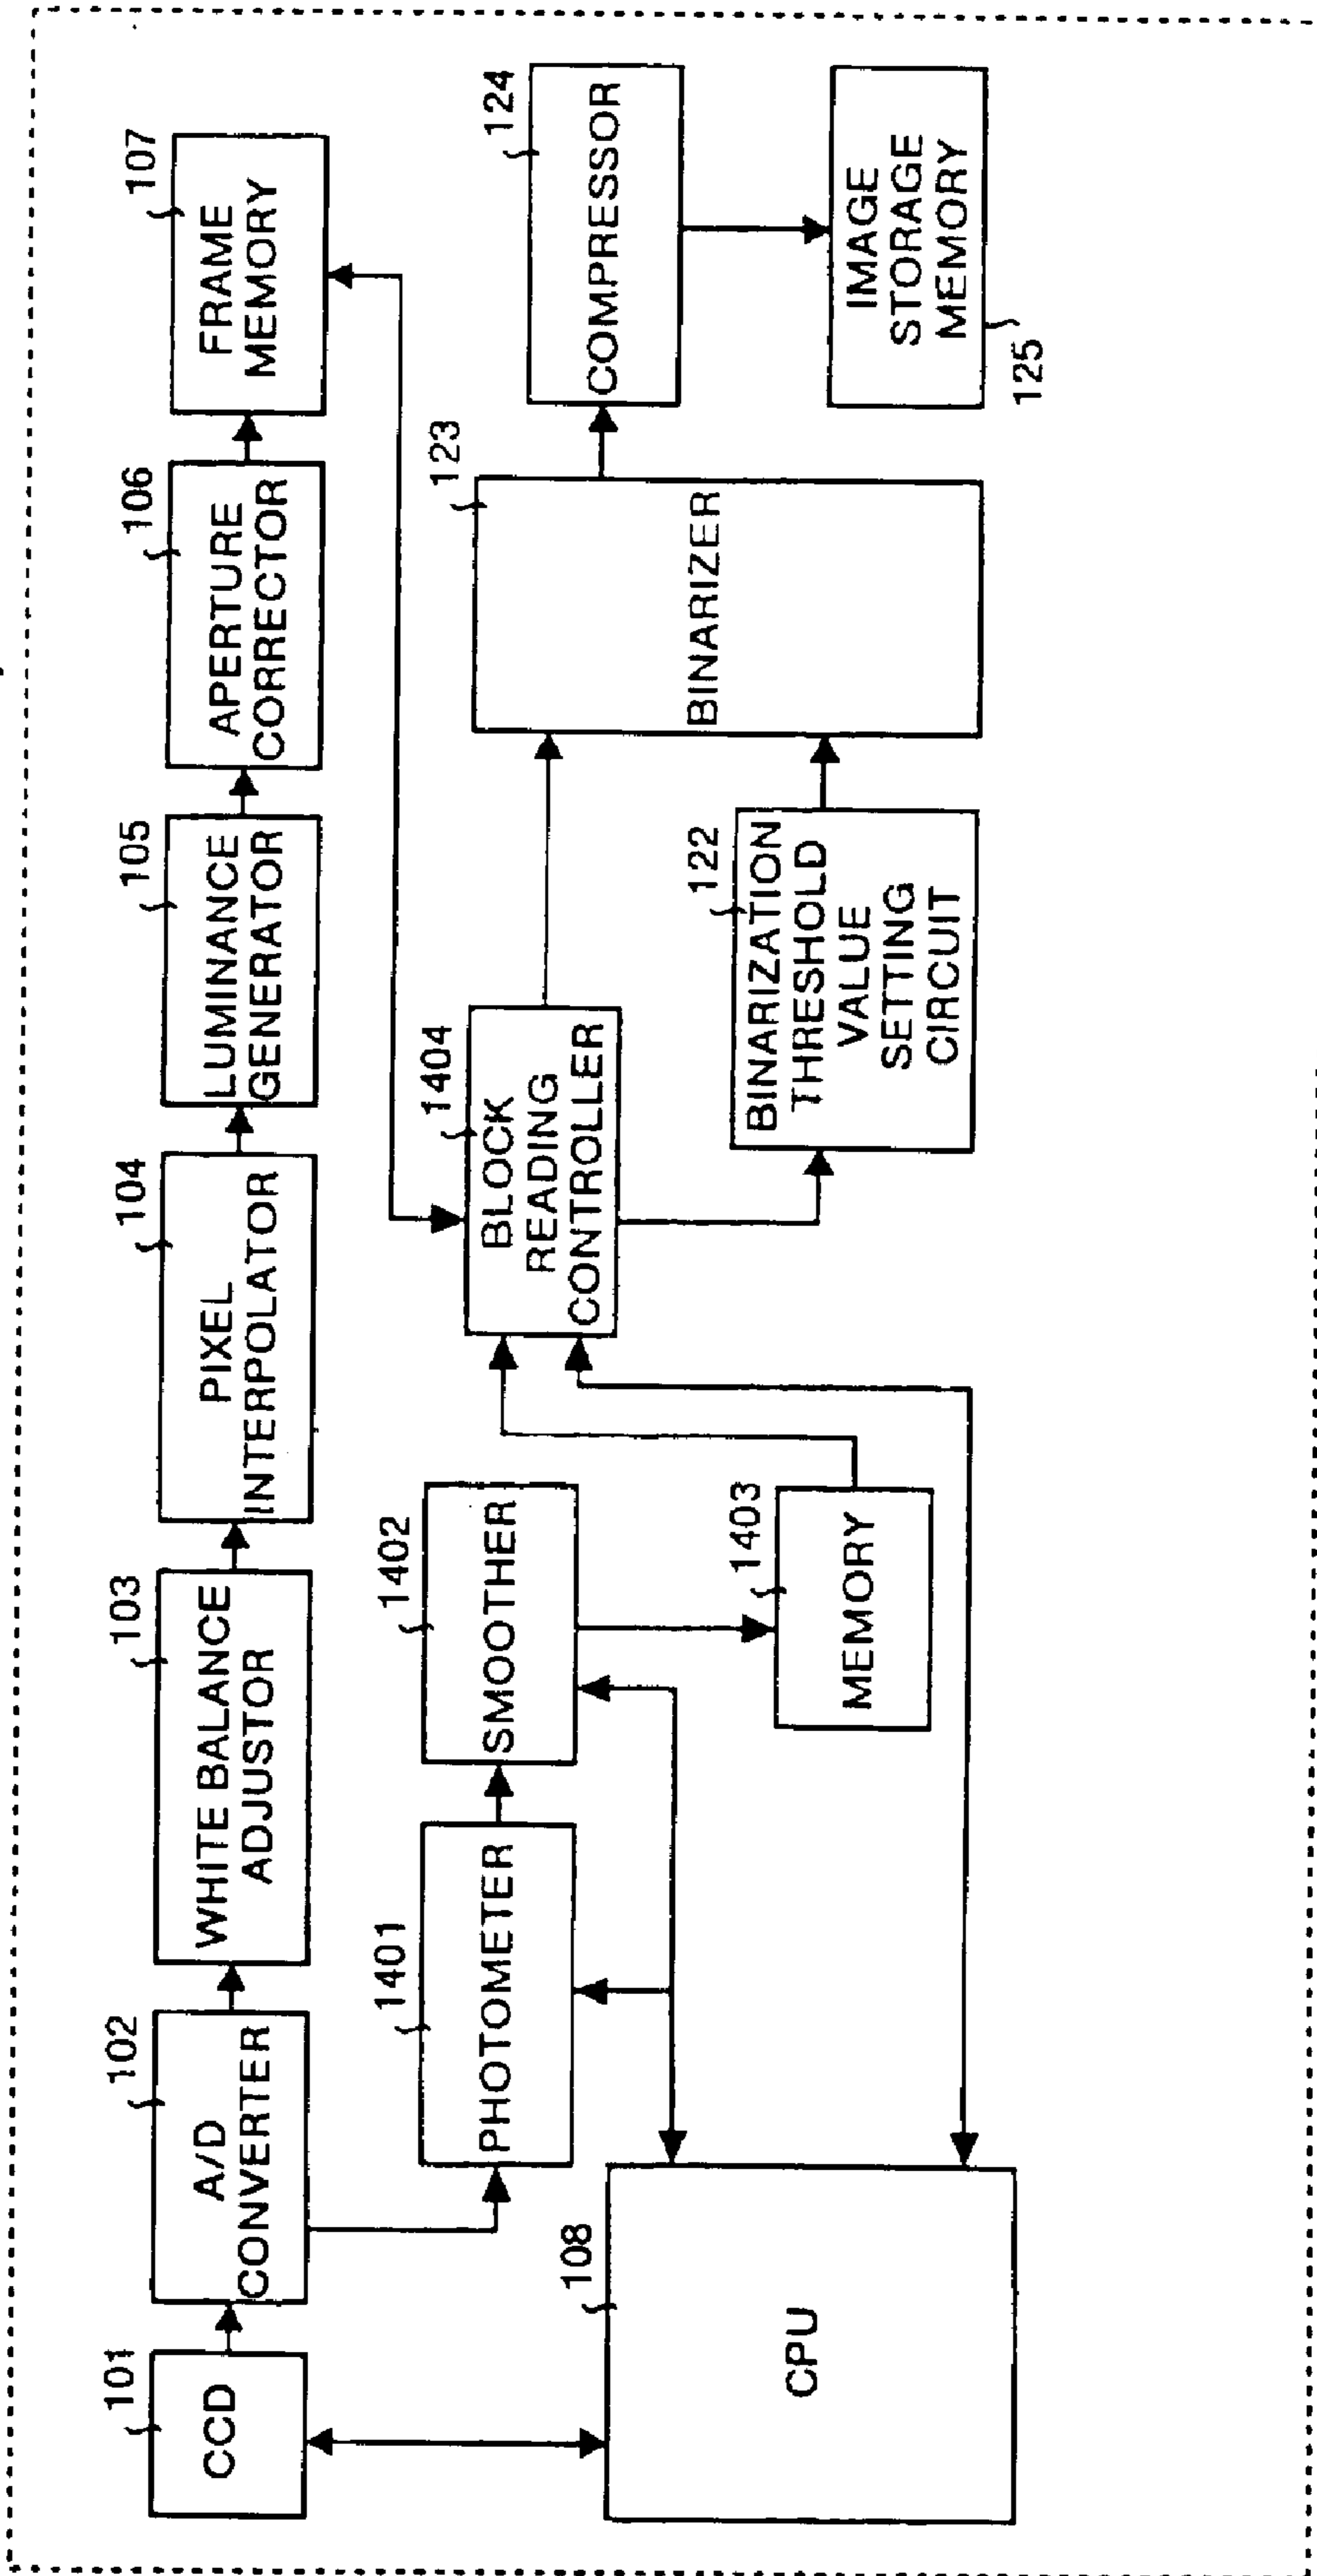 101
CCD
102
A/D
CONVERTER
103
WHITE BALANCE
ADJUSTOR
104
PIXEL
INTERPOLATOR
105
LUMINANCE
GENERATOR
106
APERTURE
CORRECTOR
107
FRAME
MEMORY
1401
PHOTOMETER
1402
SMOOTHER
1403
MEMORY
1404
BLOCK
READING
CONTROLLER
122
BINARIZATION
THRESHOLD
VALUE
SETTING
CIRCUIT
123
BINARIZER
124
COMPRESSOR
IMAGE
STORAGE
MEMORY
125
108
CPU